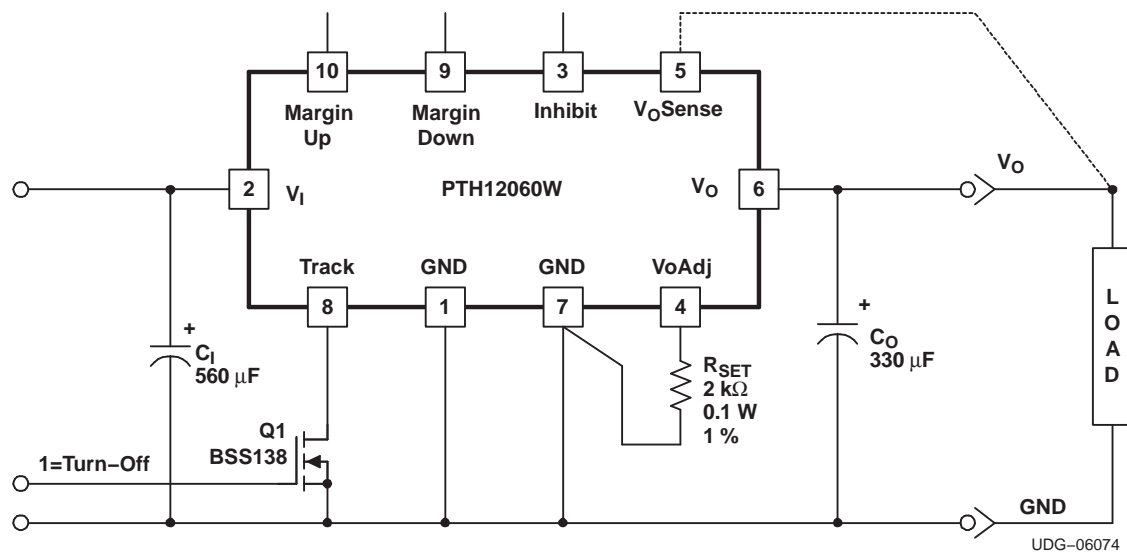 10
9
3
5
Margin
Up
Margin
Down
Inhibit
VOSense
2
VI
PTH12060W
VO
6
VO
Track
GND
GND
VoAdj
8
1
7
4
+
CI
560 μF
RSET
2 kΩ
0.1 W
1 %
+
CO
330 μF
LOAD
Q1
BSS138
1=Turn−Off
GND
UDG−06074